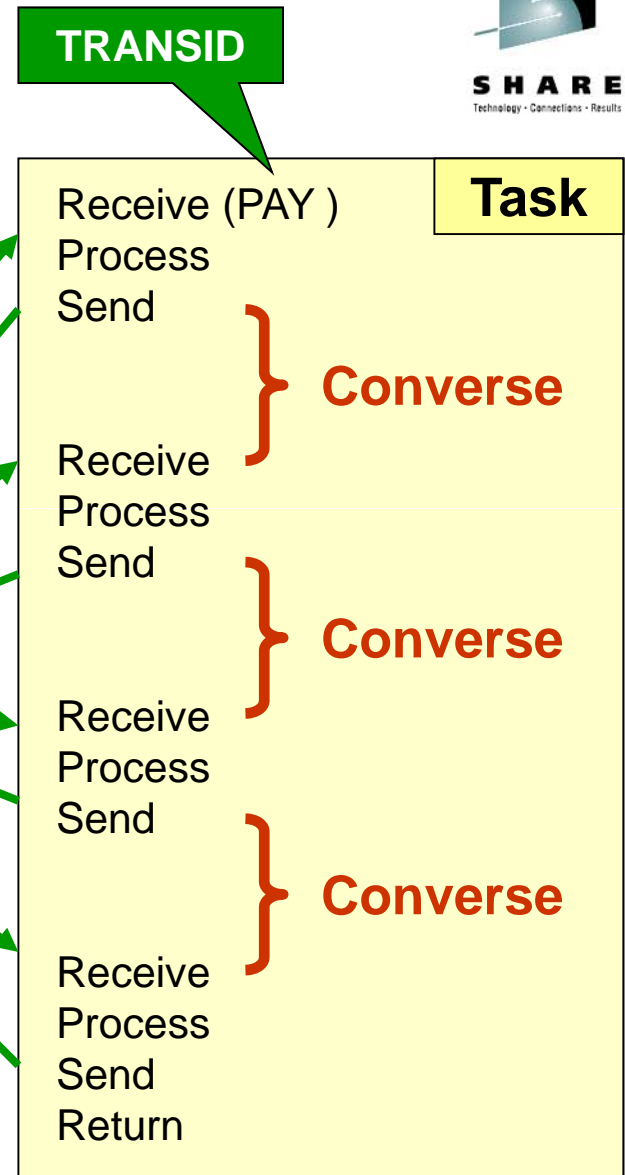 TRANSID
SHARE
Technology · Connections · Results
Task
Receive (PAY )
Process
Send
Converse
Receive
Process
Send
Converse
Receive
Process
Send
Converse
Receive
Process
Send
Return